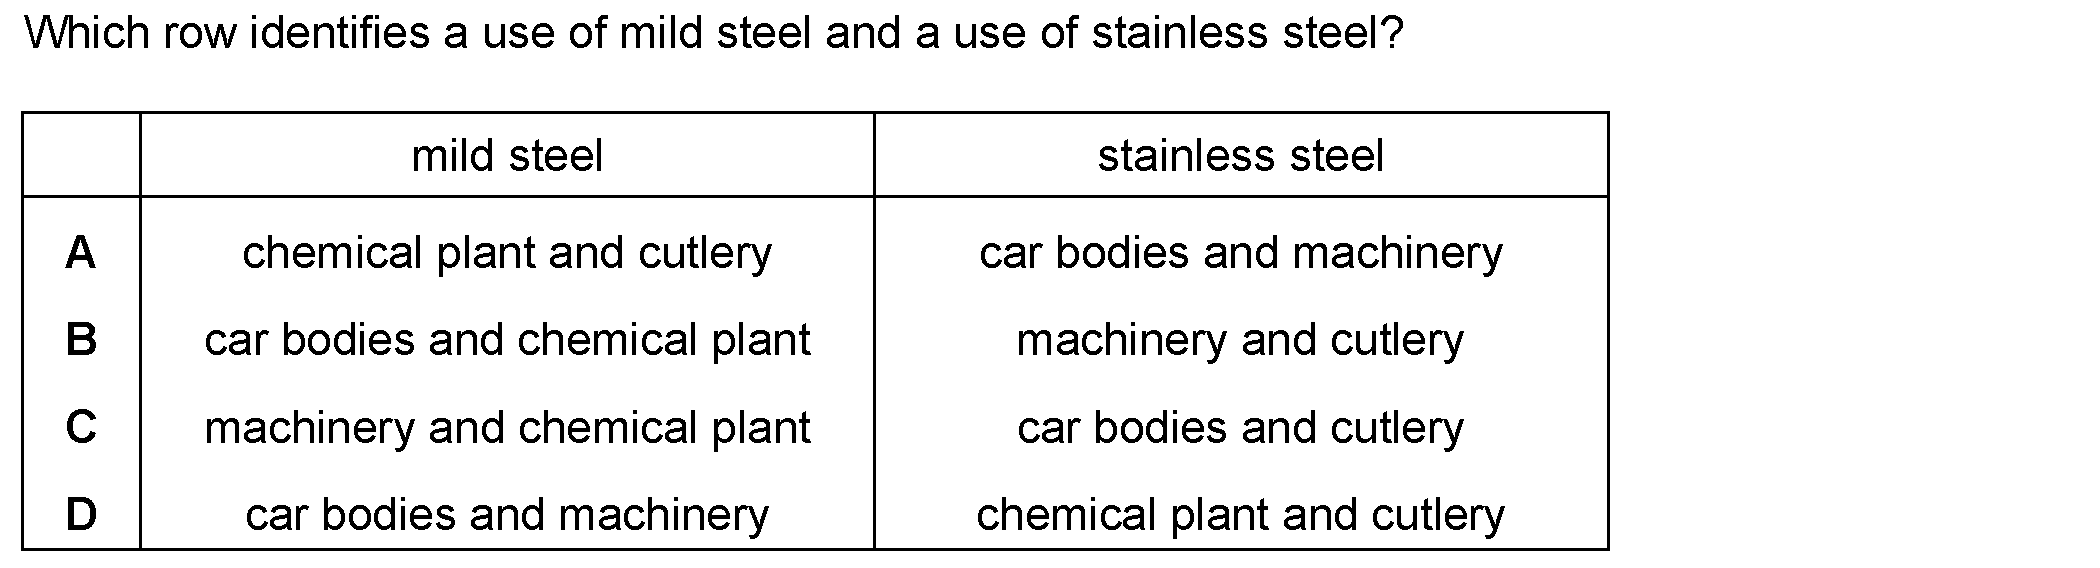 Which row identifies a use of mild steel and a use of stainless steel?
mild steel stainless steel
A chemical plant and cutlery car bodies and machinery
B car bodies and chemical plant machinery and cutlery
C machinery and chemical plant car bodies and cutlery
D car bodies and machinery chemical plant and cutlery